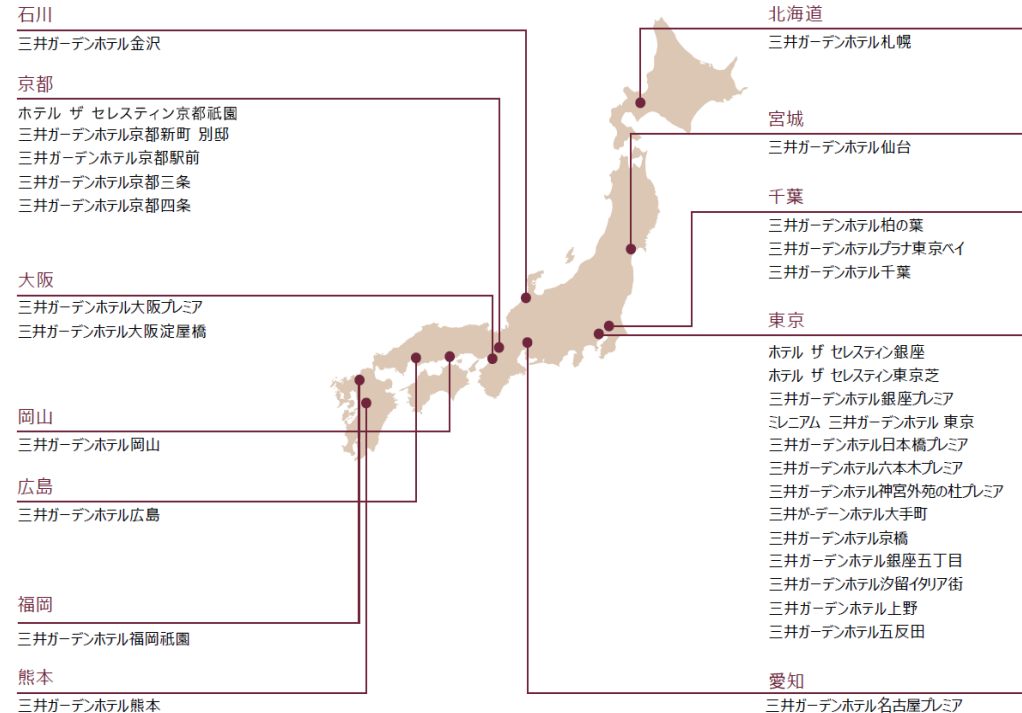 石川
三井ガーデンホテル金沢
京都
ホテル ザ セレスティン京都祇園
三井ガーデンホテル京都新町 別邸
三井ガーデンホテル京都駅前
三井ガーデンホテル京都三条
三井ガーデンホテル京都四条
大阪
三井ガーデンホテル大阪プレミア
三井ガーデンホテル大阪淀屋橋
岡山
三井ガーデンホテル岡山
広島
三井ガーデンホテル広島
福岡
三井ガーデンホテル福岡祇園
熊本
三井ガーデンホテル熊本
北海道
三井ガーデンホテル札幌
宮城
三井ガーデンホテル仙台
千葉
三井ガーデンホテル柏の葉
三井ガーデンホテルプラナ東京ベイ
三井ガーデンホテル千葉
東京
ホテル ザ セレスティン銀座
ホテル ザ セレスティン東京芝
三井ガーデンホテル銀座プレミア
ミレニアム 三井ガーデンホテル 東京
三井ガーデンホテル日本橋プレミア
三井ガーデンホテル六本木プレミア
三井ガーデンホテル神宮外苑の杜プレミア
三井がーデーンホテル大手町
三井ガーデンホテル京橋
三井ガーデンホテル銀座五丁目
三井ガーデンホテル汐留イタリア街
三井ガーデンホテル上野
三井ガーデンホテル五反田
愛知
三井ガーデンホテル名古屋プレミア